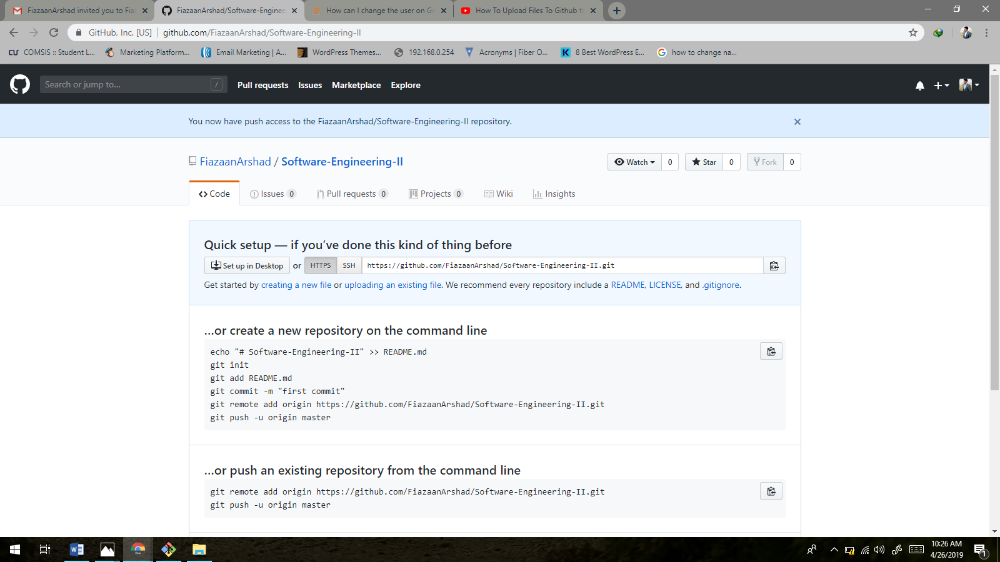 FiazaanArshad invited you to Fia
FiazaanArshad/Software-Enginee
How can I change the user on Gi
How To Upload Files To Github th
GitHub, Inc. [US]
github.com/FiazaanArshad/Software-Engineering-II
CU COMSIS :: Student L...
Marketing Platform...
Email Marketing | A...
WordPress Themes...
192.168.0.254
Acronyms | Fiber O...
K 8 Best WordPress E...
how to change na...
Search or jump to...
/
Pull requests
Issues
Marketplace
Explore
You now have push access to the FiazaanArshad/Software-Engineering-II repository.
FiazaanArshad / Software-Engineering-II
Watch 0
Star 0
Fork 0
Code
Issues 0
Pull requests 0
Projects 0
Wiki
Insights
Quick setup — if you’ve done this kind of thing before
Set up in Desktop or HTTPS SSH https://github.com/FiazaanArshad/Software-Engineering-II.git
Get started by creating a new file or uploading an existing file. We recommend every repository include a README, LICENSE, and .gitignore.
…or create a new repository on the command line
echo "# Software-Engineering-II" >> README.md
git init
git add README.md
git commit -m "first commit"
git remote add origin https://github.com/FiazaanArshad/Software-Engineering-II.git
git push -u origin master
…or push an existing repository from the command line
git remote add origin https://github.com/FiazaanArshad/Software-Engineering-II.git
git push -u origin master
10:26 AM
4/26/2019
1